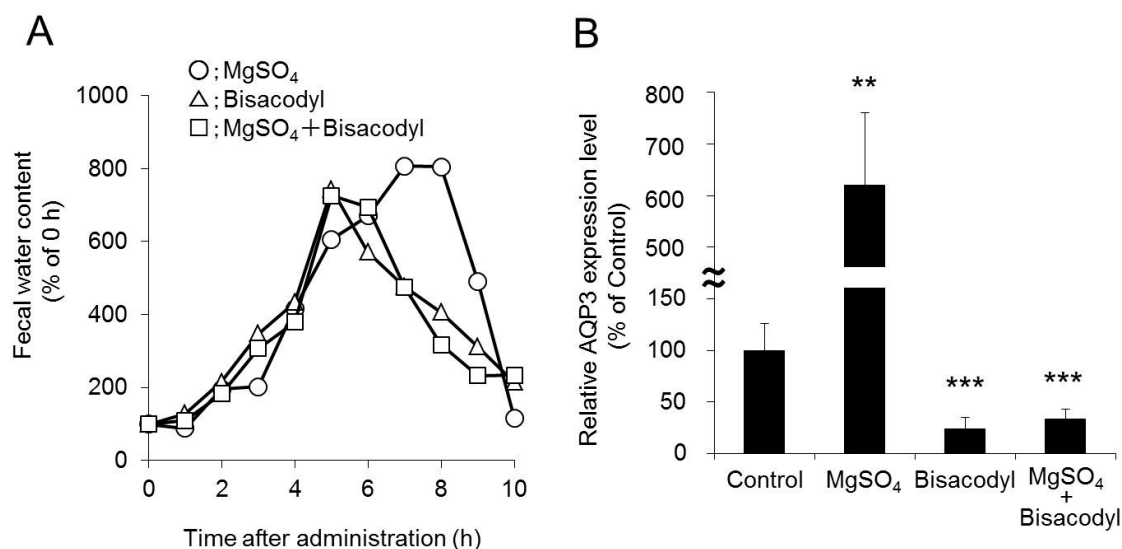 A
○ ; MgSO₄
△ ; Bisacodyl
□ ; MgSO₄+Bisacodyl
Fecal water content
(% of 0 h)
1000
800
600
400
200
0
0 2 4 6 8 10
Time after administration (h)
B
Relative AQP3 expression level
(% of Control)
800
700
600
500
150
100
50
0
**
***
***
Control MgSO₄ Bisacodyl MgSO₄
+
Bisacodyl